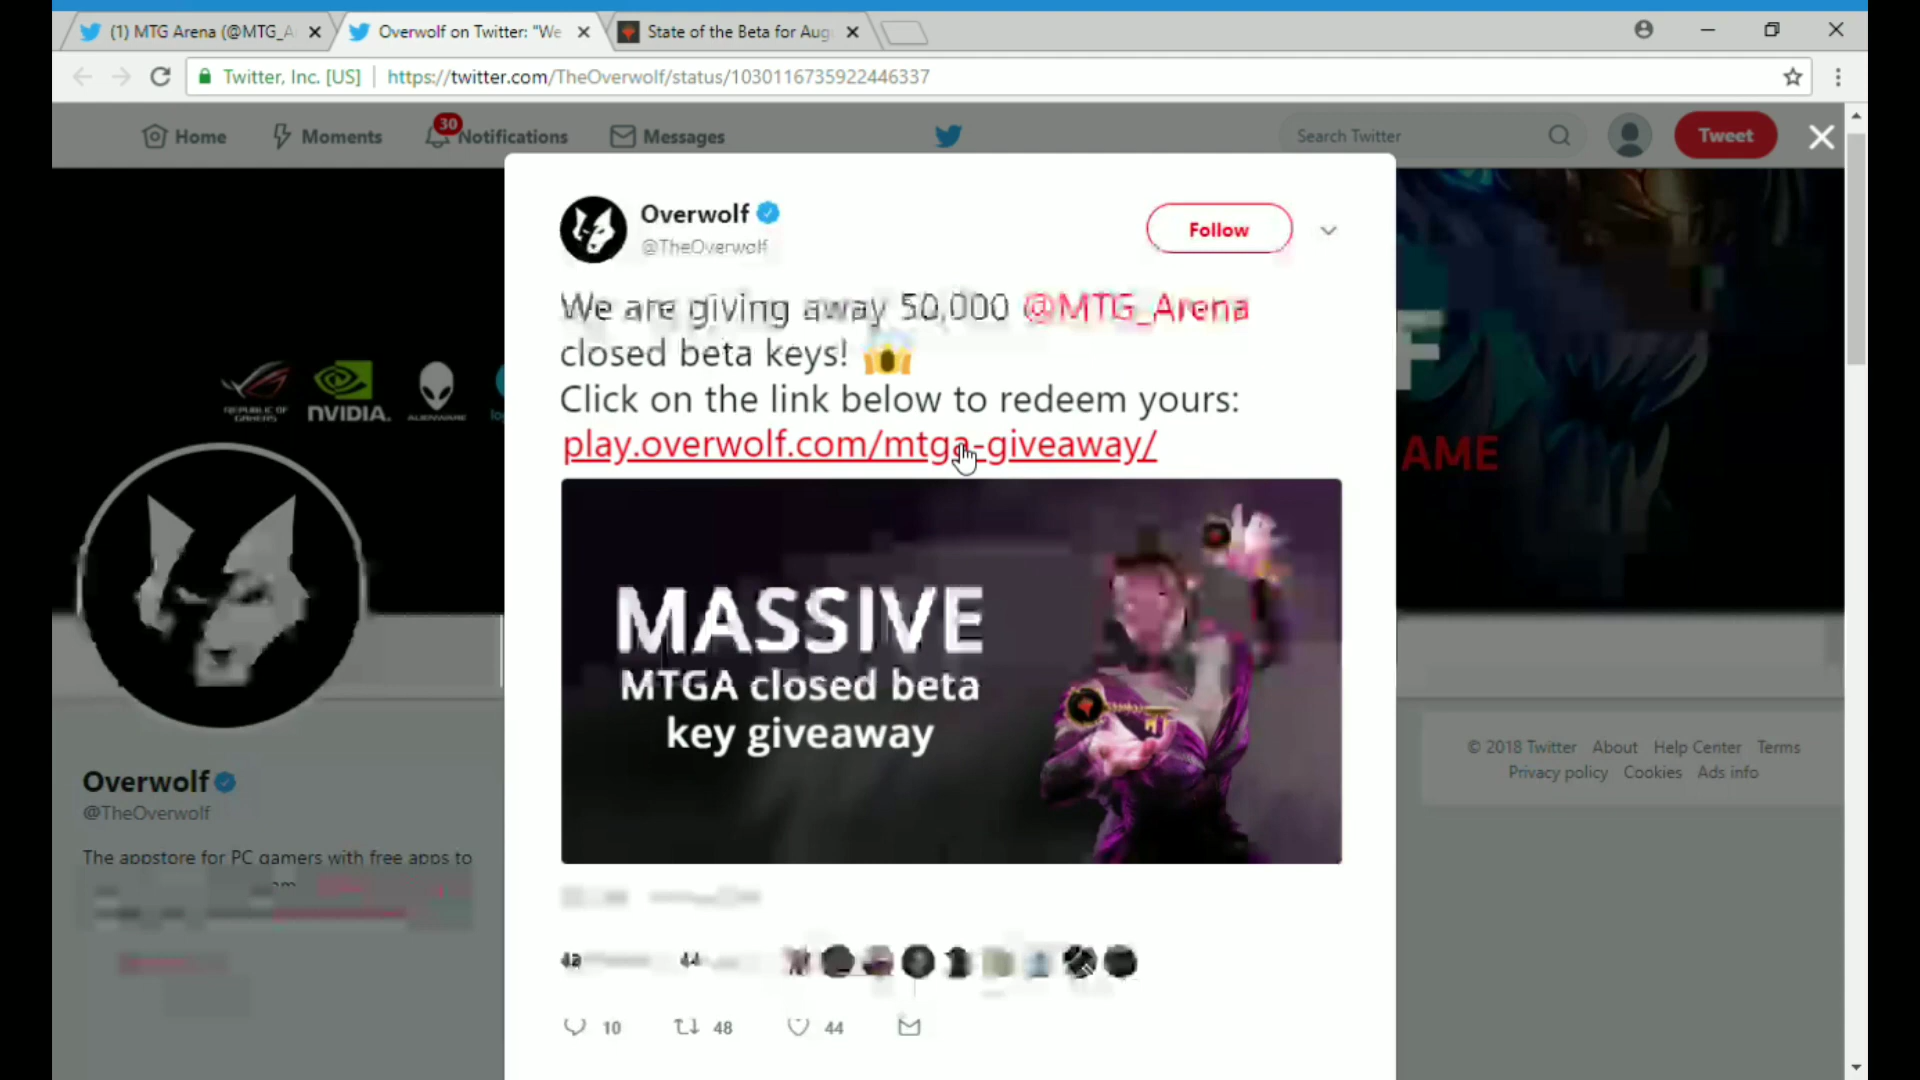 (1) MTG Arena (@MTG_A
Overwolf on Twitter: "We
State of the Beta for Aug
Twitter, Inc. [US]
https://twitter.com/TheOverwolf/status/1030116735922446337
Home
Moments
30
Notifications
Messages
Search Twitter
Tweet
Overwolf
@TheOverwolf
Follow
We are giving away 50,000 @MTG_Arena
closed beta keys! 😱
Click on the link below to redeem yours:
play.overwolf.com/mtga-giveaway/
REPUBLIC OF
GAMERS
NVIDIA.
ALIENWARE
F
AME
MASSIVE
MTGA closed beta
key giveaway
Overwolf
@TheOverwolf
The appstore for PC gamers with free apps to
© 2018 Twitter About Help Center Terms
Privacy policy Cookies Ads info
44
10
48
44